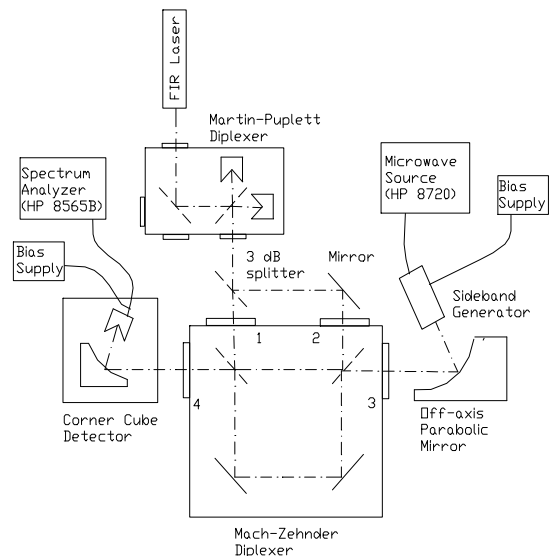 FIR Laser
Martin-Puplett
Diplexer
Spectrum
Analyzer
(HP 8565B)
Microwave
Source
(HP 8720)
Bias
Supply
Bias
Supply
3 dB
splitter
Mirror
Sideband
Generator
1
2
4
3
Corner Cube
Detector
Off-axis
Parabolic
Mirror
Mach-Zehnder
Diplexer